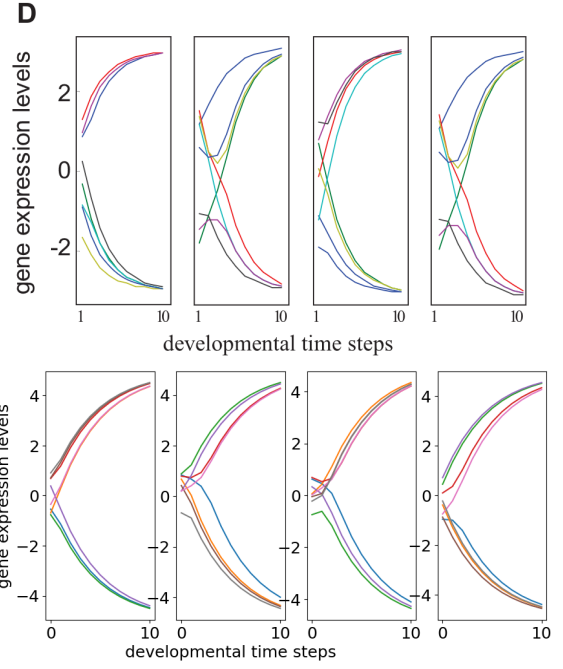 D
gene expression levels
2
0
-2
1 10 1 10 1 10 1 10
developmental time steps
gene expression levels
4 4 4 4
2 2 2 2
0 0 0 0
−2 −2 −2 −2
−4 −4 −4 −4
0 10 0 10 0 10 0 10
developmental time steps